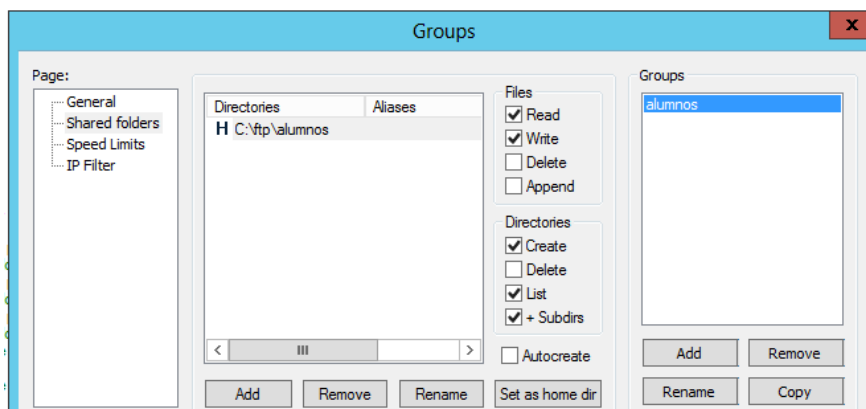 Groups
x
Page:
General
Shared folders
Speed Limits
IP Filter
Directories Aliases
H C:\ftp\alumnos
Add Remove Rename Set as home dir
Files
Read
Write
Delete
Append
Directories
Create
Delete
List
+ Subdirs
Autocreate
Groups
alumnos
Add Remove
Rename Copy